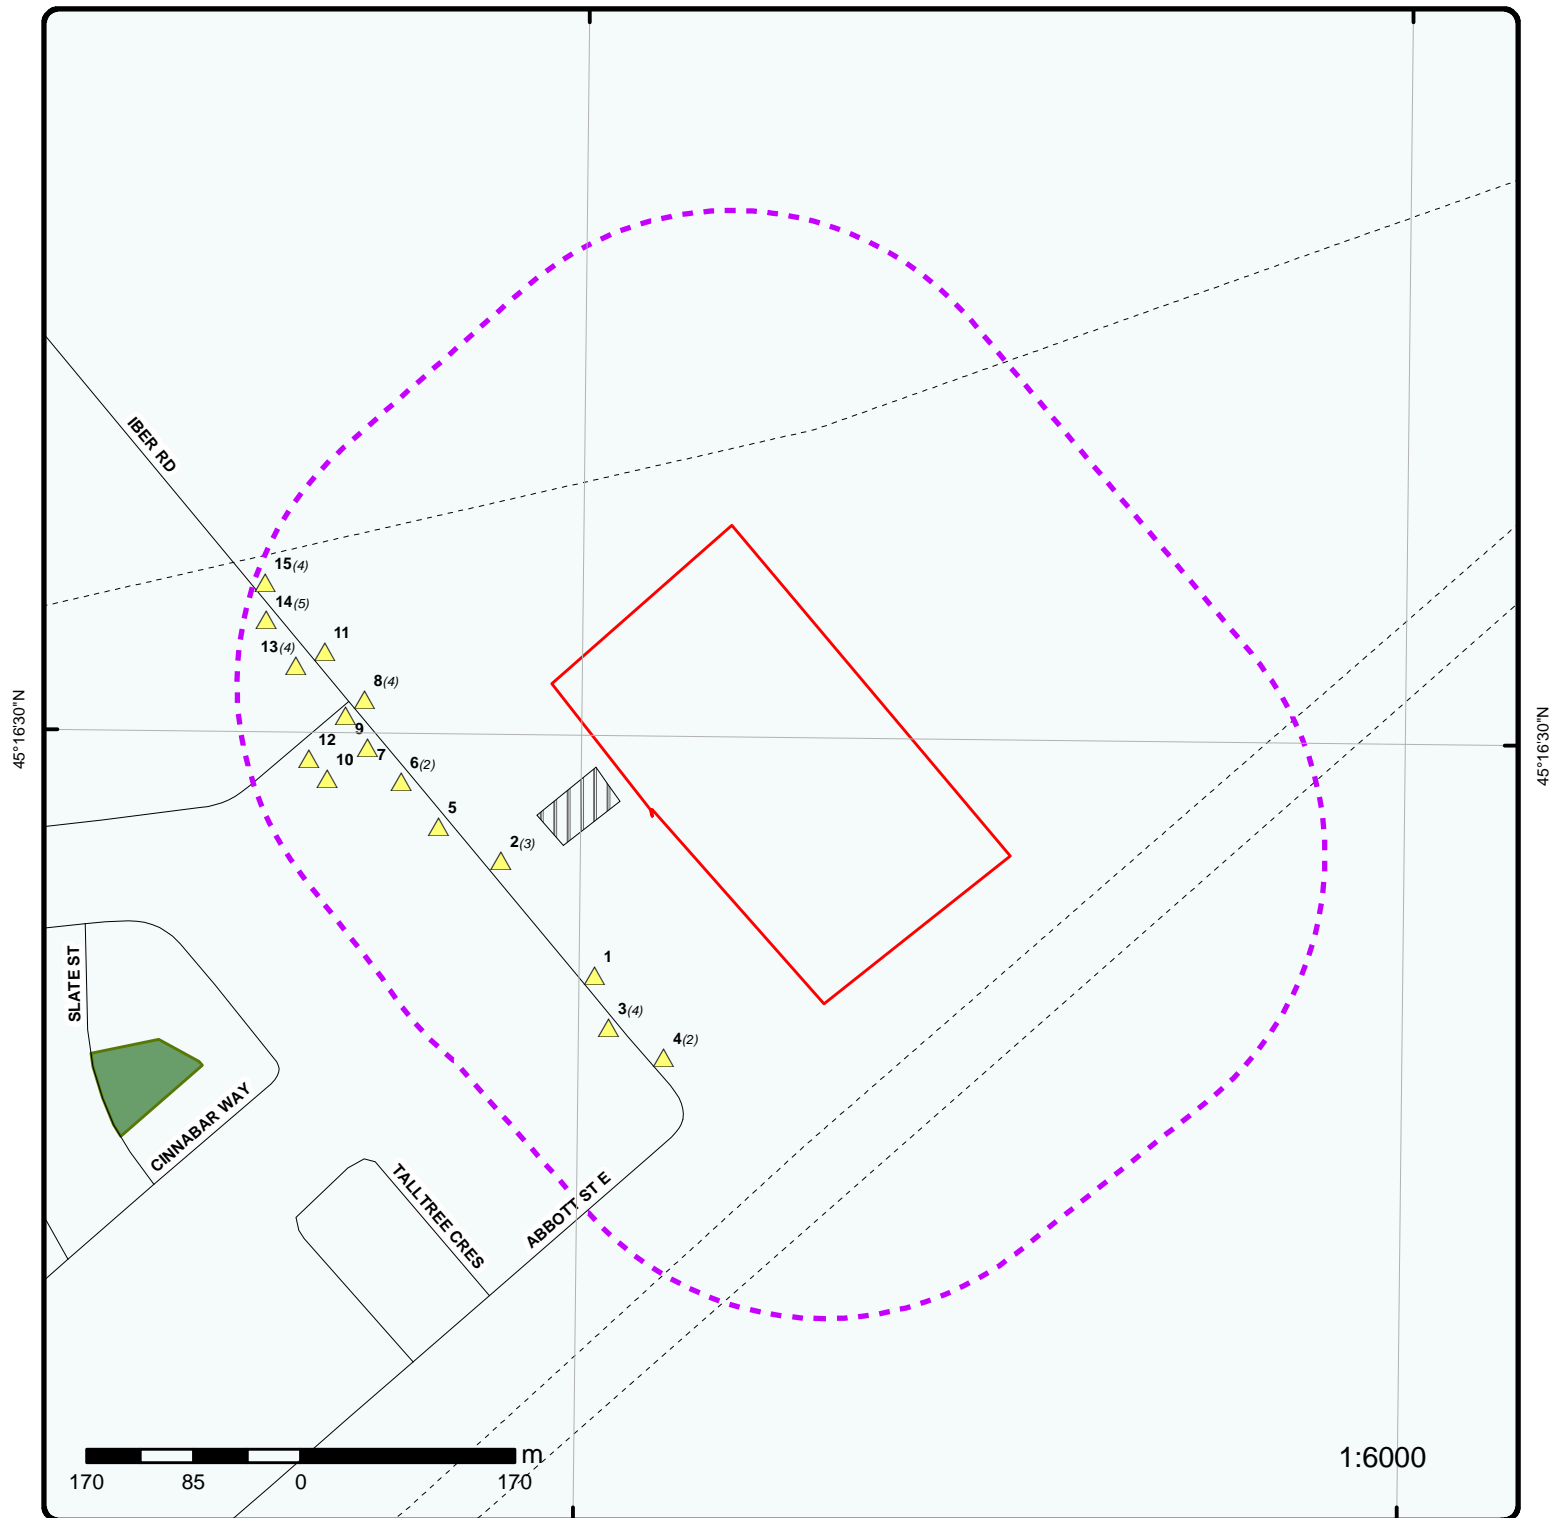 IBER RD
15(4)
14(5)
11
13(4)
8(4)
9
12
7
10
6(2)
5
2(3)
1
3(4)
4(2)
45°16'30"N
45°16'30"N
SLATE ST
CINNABAR WAY
TALLTREE CRES
ABBOTT ST E
m
170 85 0 170
1:6000